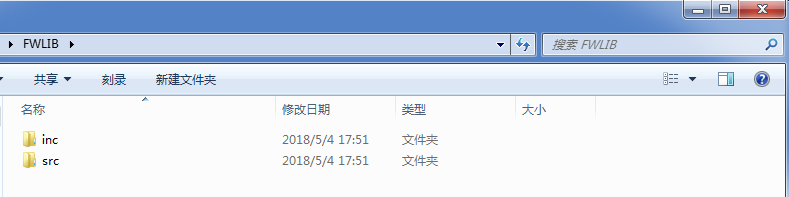 FWLIB
搜索 FWLIB
共享 刻录 新建文件夹
名称 修改日期 类型 大小
inc 2018/5/4 17:51 文件夹
src 2018/5/4 17:51 文件夹